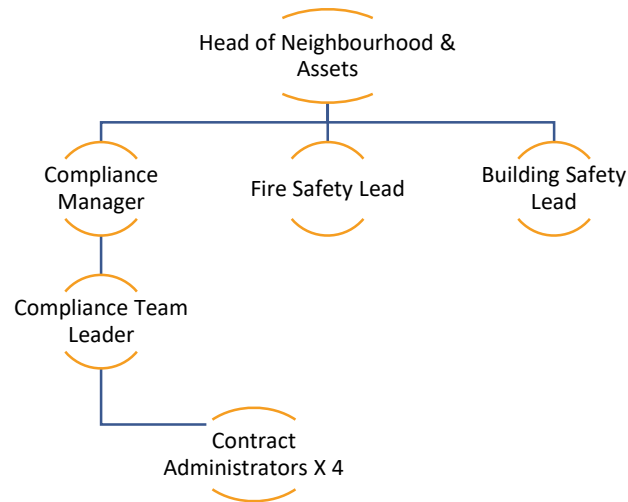 Head of Neighbourhood &
Assets
Compliance
Manager
Fire Safety Lead
Building Safety
Lead
Compliance Team
Leader
Contract
Administrators X 4